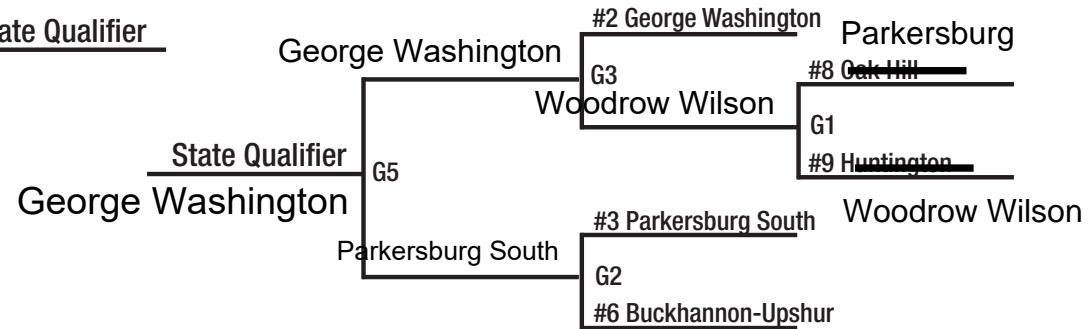 ate Qualifier
#2 George Washington
Parkersburg
George Washington
G3
#8 Oak Hill
Woodrow Wilson
G1
State Qualifier
G5
#9 Huntington
George Washington
Woodrow Wilson
#3 Parkersburg South
Parkersburg South
G2
#6 Buckhannon-Upshur